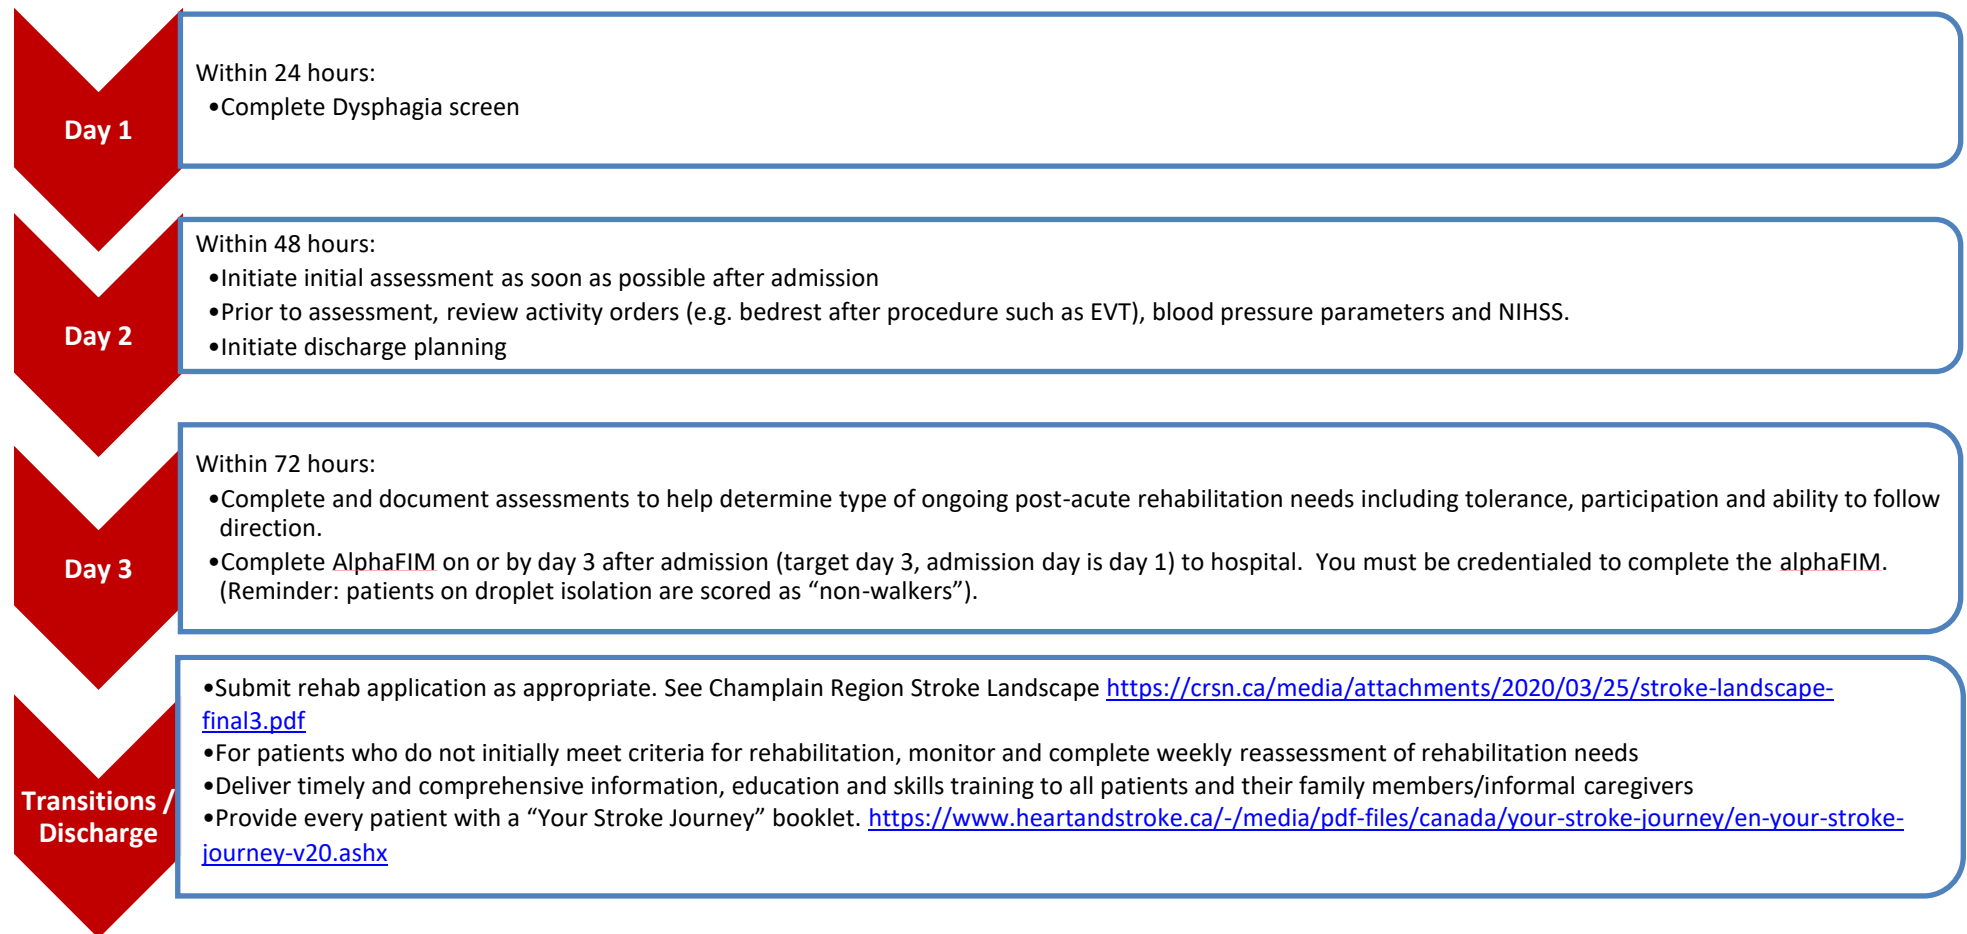 Day 1
Within 24 hours:
•Complete Dysphagia screen
Day 2
Within 48 hours:
•Initiate initial assessment as soon as possible after admission
•Prior to assessment, review activity orders (e.g. bedrest after procedure such as EVT), blood pressure parameters and NIHSS.
•Initiate discharge planning
Day 3
Within 72 hours:
•Complete and document assessments to help determine type of ongoing post-acute rehabilitation needs including tolerance, participation and ability to follow
direction.
•Complete AlphaFIM on or by day 3 after admission (target day 3, admission day is day 1) to hospital.  You must be credentialed to complete the alphaFIM.
(Reminder: patients on droplet isolation are scored as “non-walkers”).
Transitions /
Discharge
•Submit rehab application as appropriate. See Champlain Region Stroke Landscape https://crsn.ca/media/attachments/2020/03/25/stroke-landscape-
final3.pdf
•For patients who do not initially meet criteria for rehabilitation, monitor and complete weekly reassessment of rehabilitation needs
•Deliver timely and comprehensive information, education and skills training to all patients and their family members/informal caregivers
•Provide every patient with a “Your Stroke Journey” booklet. https://www.heartandstroke.ca/-/media/pdf-files/canada/your-stroke-journey/en-your-stroke-
journey-v20.ashx